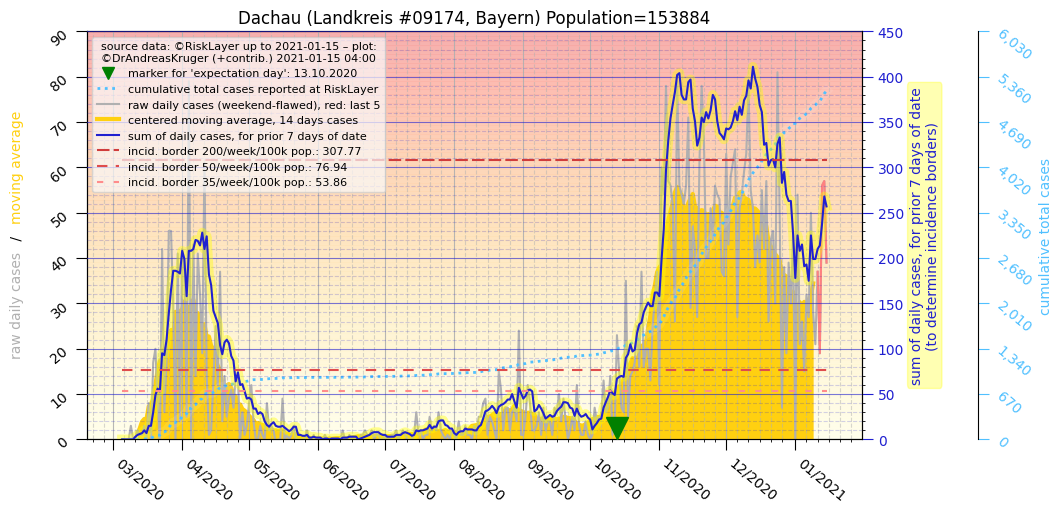 Dachau (Landkreis #09174, Bayern) Population=153884
source data: ©RiskLayer up to 2021-01-15 – plot:
©DrAndreasKruger (+contrib.) 2021-01-15 04:00
marker for 'expectation day': 13.10.2020
cumulative total cases reported at RiskLayer
raw daily cases (weekend-flawed), red: last 5
centered moving average, 14 days cases
sum of daily cases, for prior 7 days of date
incid. border 200/week/100k pop.: 307.77
incid. border 50/week/100k pop.: 76.94
incid. border 35/week/100k pop.: 53.86
raw daily cases / moving average
90
80
70
60
50
40
30
20
10
0
03/2020
04/2020
05/2020
06/2020
07/2020
08/2020
09/2020
10/2020
11/2020
12/2020
01/2021
450
400
350
300
250
200
150
100
50
0
sum of daily cases, for prior 7 days of date
(to determine incidence borders)
6,030
5,360
4,690
4,020
3,350
2,680
2,010
1,340
670
0
cumulative total cases